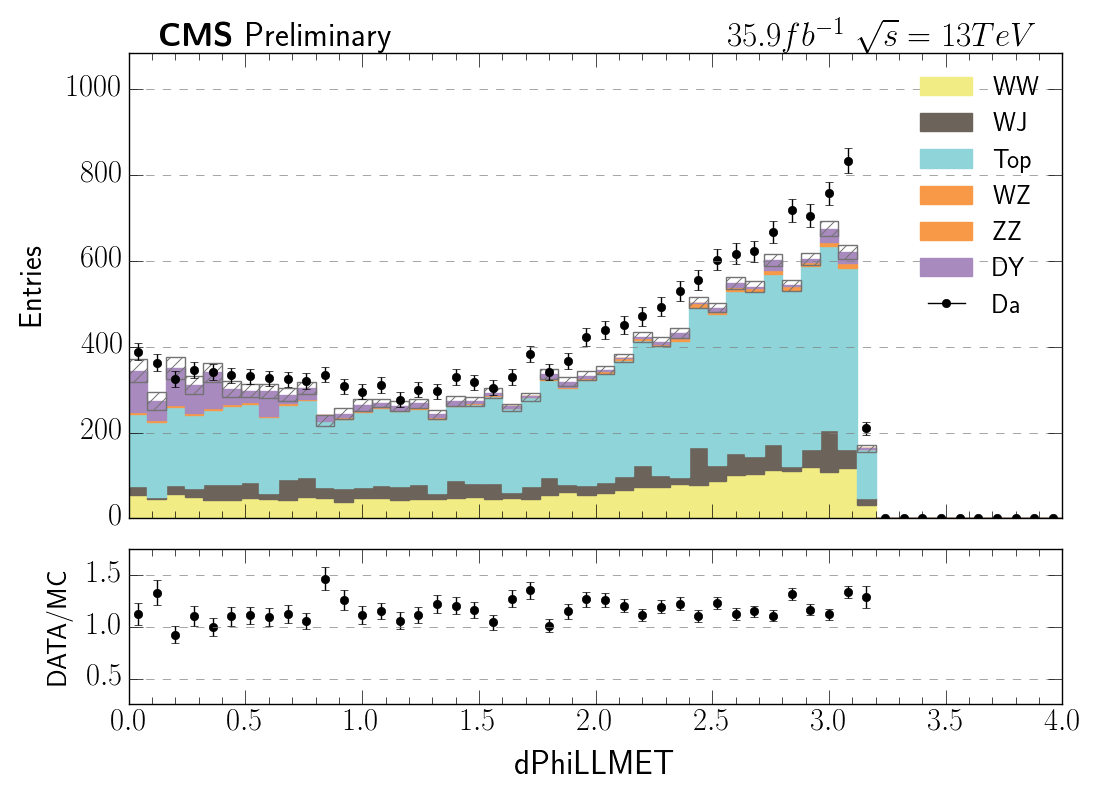 CMS Preliminary
35.9fb⁻¹ √s = 13TeV
1000
800
600
400
200
0
Entries
WW
WJ
Top
WZ
ZZ
DY
Da
1.5
1.0
0.5
DATA/MC
0.0 0.5 1.0 1.5 2.0 2.5 3.0 3.5 4.0
dPhiLLMET